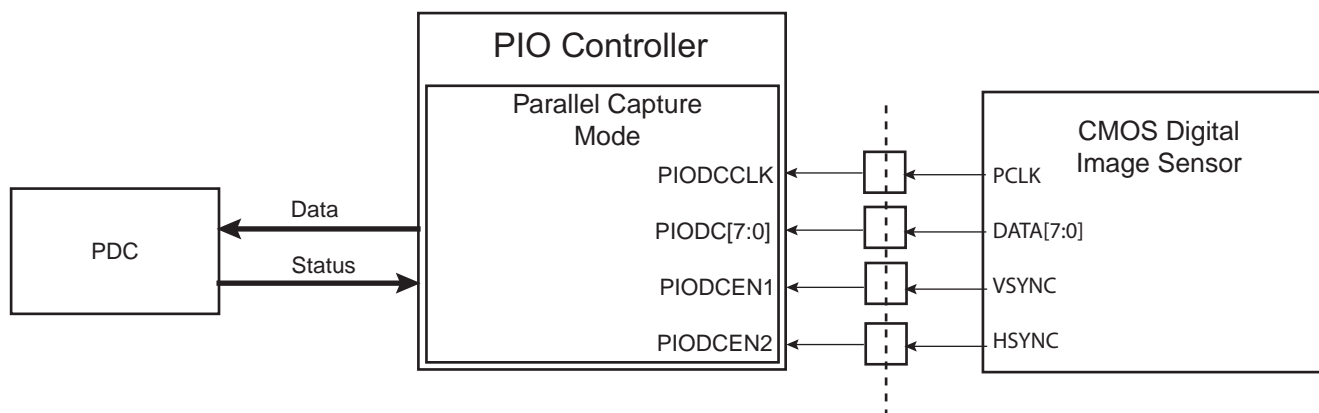 PIO Controller
Parallel Capture
Mode
PIODCCLK
PIODC[7:0]
PIODCEN1
PIODCEN2
Data
Status
PDC
CMOS Digital
Image Sensor
PCLK
DATA[7:0]
VSYNC
HSYNC